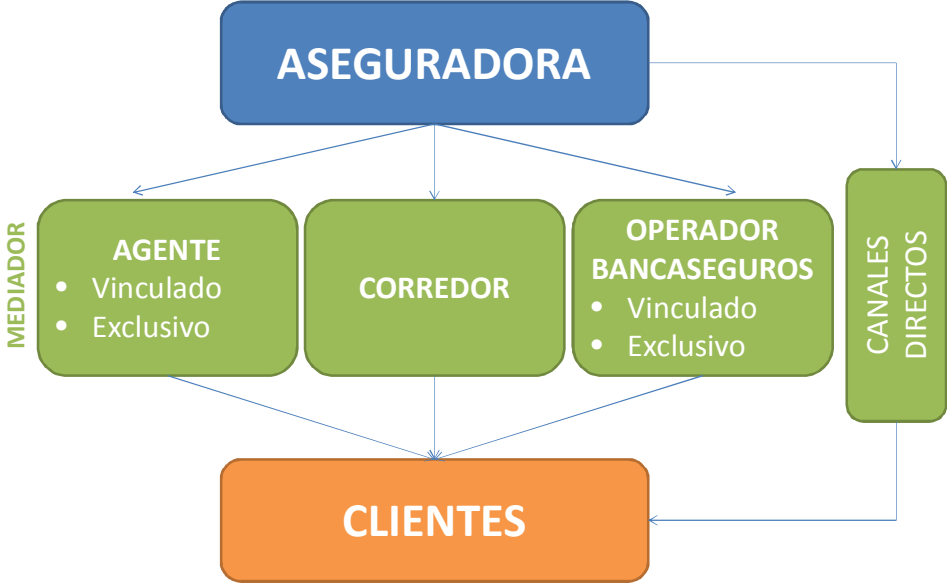 ASEGURADORA
MEDIADOR
AGENTE
• Vinculado
• Exclusivo
CORREDOR
OPERADOR
BANCASEGUROS
• Vinculado
• Exclusivo
CANALES
DIRECTOS
CLIENTES